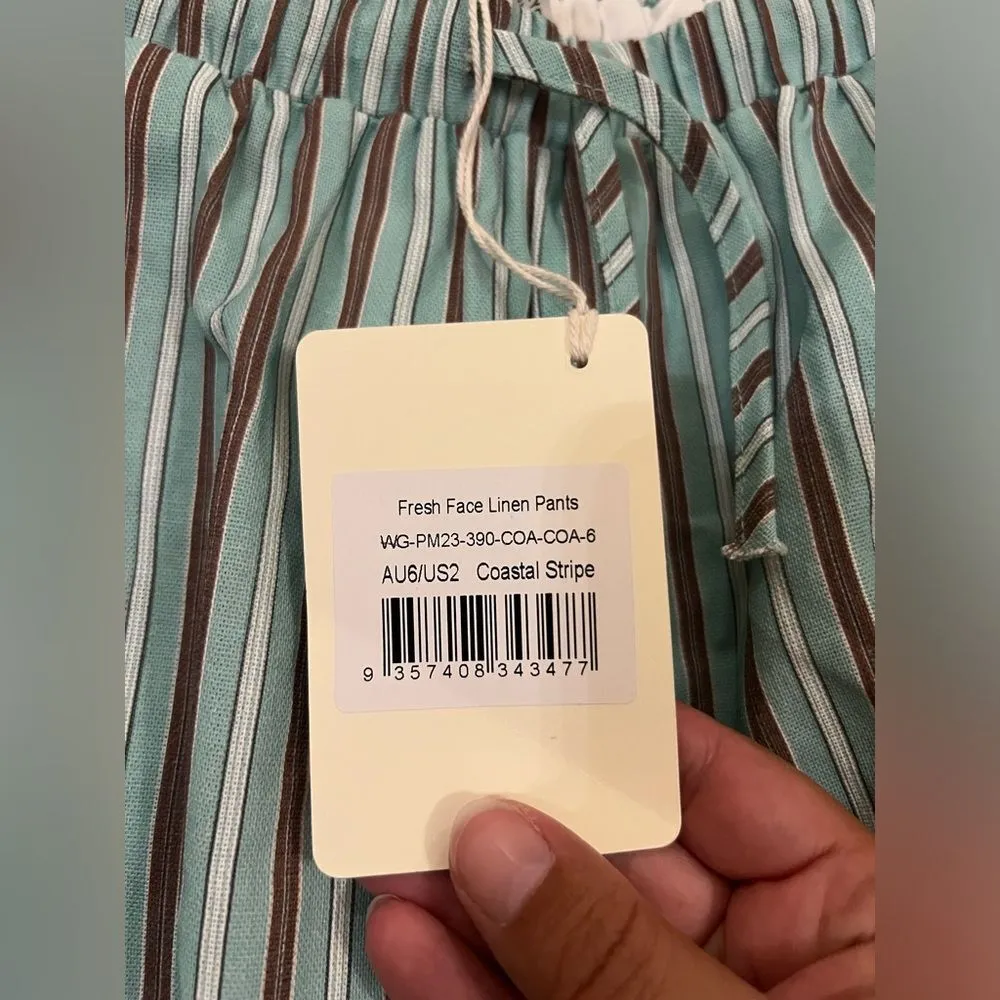 Fresh Face Linen Pants
WG-PM23-390-COA-COA-6
AU6/US2 Coastal Stripe
9 357408 343477